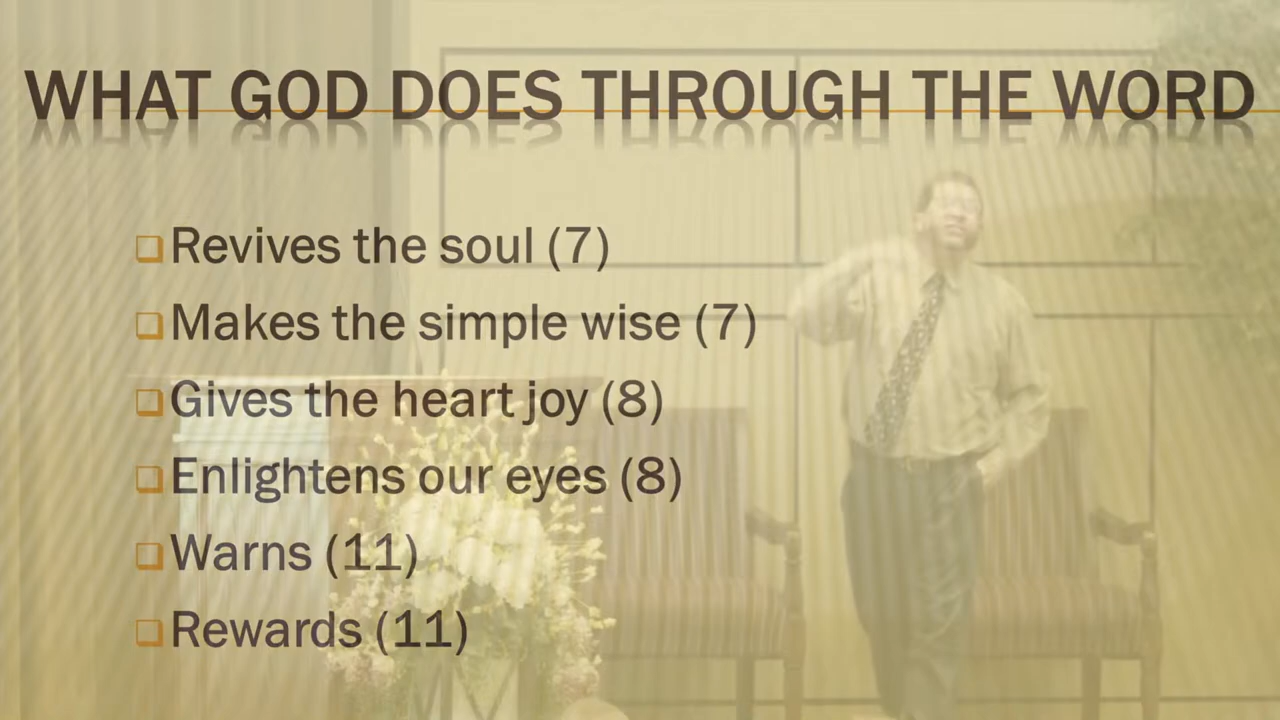 WHAT GOD DOES THROUGH THE WORD
Revives the soul (7)
Makes the simple wise (7)
Gives the heart joy (8)
Enlightens our eyes (8)
Warns (11)
Rewards (11)